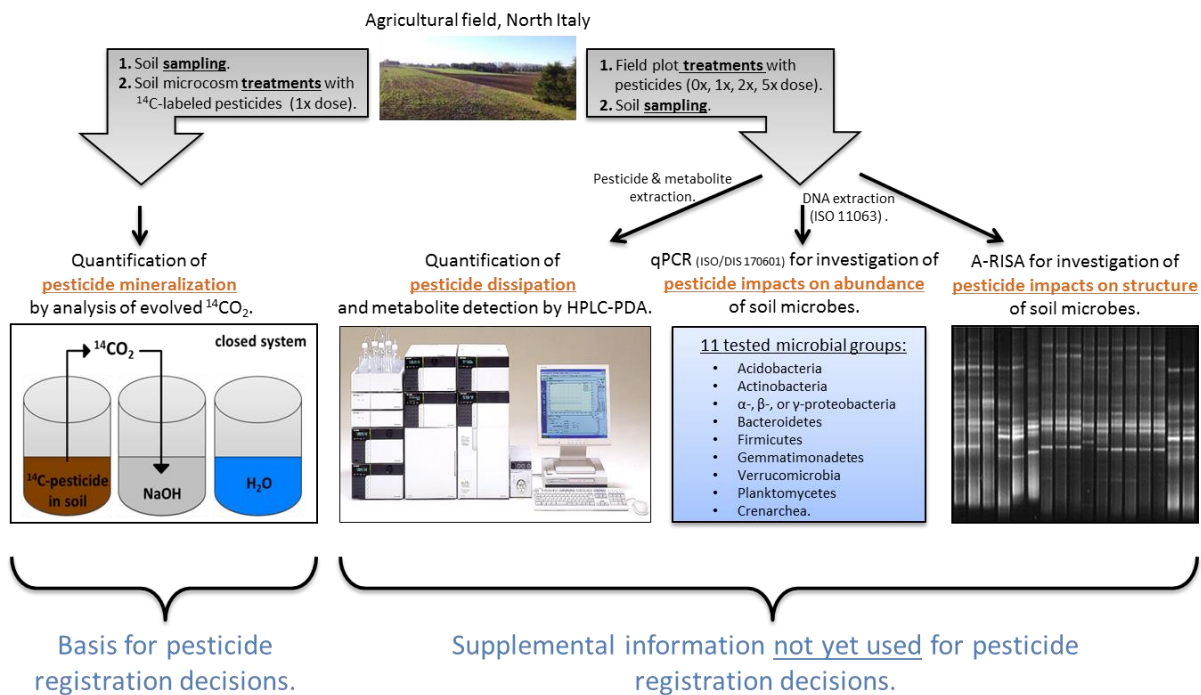 Agricultural field, North Italy
1. Soil sampling.
2. Soil microcosm treatments with
¹⁴C-labeled pesticides (1x dose).
1. Field plot treatments with
pesticides (0x, 1x, 2x, 5x dose).
2. Soil sampling.
Pesticide & metabolite
extraction.
DNA extraction
(ISO 11063) .
Quantification of
pesticide mineralization
by analysis of evolved ¹⁴CO₂.
Quantification of
pesticide dissipation
and metabolite detection by HPLC-PDA.
qPCR (ISO/DIS 170601) for investigation of
pesticide impacts on abundance
of soil microbes.
A-RISA for investigation of
pesticide impacts on structure
of soil microbes.
¹⁴CO₂
closed system
¹⁴C-pesticide
in soil
NaOH
H₂O
11 tested microbial groups:
• Acidobacteria
• Actinobacteria
• α-, β-, or γ-proteobacteria
• Bacteroidetes
• Firmicutes
• Gemmatimonadetes
• Verrucomicrobia
• Planktomycetes
• Crenarchea.
Basis for pesticide
registration decisions.
Supplemental information not yet used for pesticide
registration decisions.